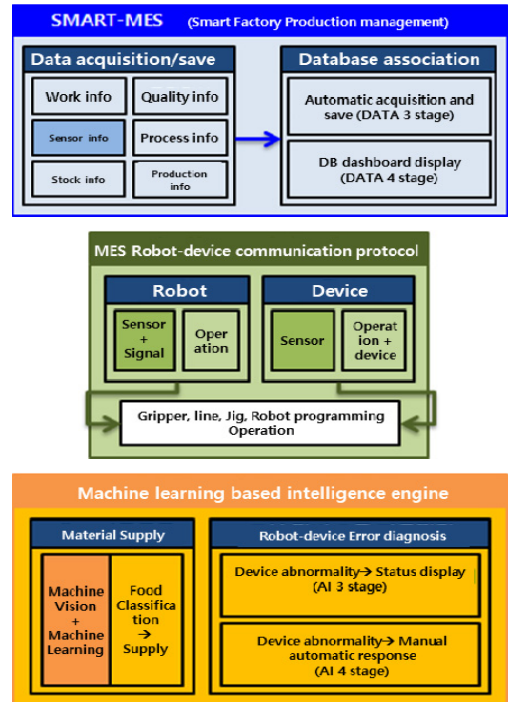 SMART-MES (Smart Factory Production management)
Data acquisition/save
Work info
Quality info
Sensor info
Process info
Stock info
Production
info
Database association
Automatic acquisition and
save (DATA 3 stage)
DB dashboard display
(DATA 4 stage)
MES Robot-device communication protocol
Robot
Sensor
+
Signal
Oper
ation
Device
Sensor
Operat
ion +
device
Gripper, line, Jig, Robot programming
Operation
Machine learning based intelligence engine
Material Supply
Machine
Vision
+
Machine
Learning
Food
Classifica
tion
→
Supply
Robot-device Error diagnosis
Device abnormality→ Status display
(AI 3 stage)
Device abnormality→ Manual
automatic response
(AI 4 stage)